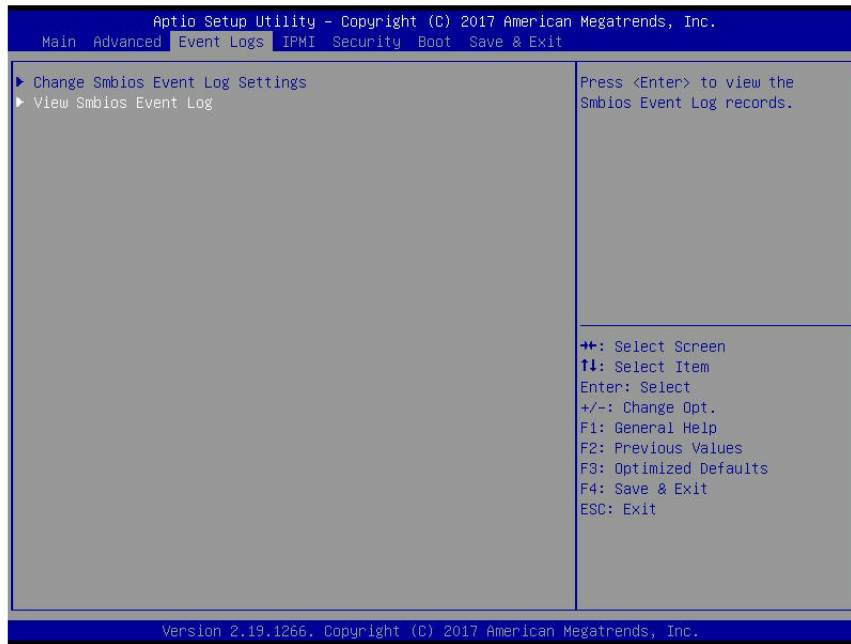 Aptio Setup Utility – Copyright (C) 2017 American Megatrends, Inc.
Main Advanced Event Logs IPMI Security Boot Save & Exit
Change Smbios Event Log Settings
View Smbios Event Log
Press <Enter> to view the
Smbios Event Log records.
→←: Select Screen
↑↓: Select Item
Enter: Select
+/-: Change Opt.
F1: General Help
F2: Previous Values
F3: Optimized Defaults
F4: Save & Exit
ESC: Exit
Version 2.19.1266. Copyright (C) 2017 American Megatrends, Inc.